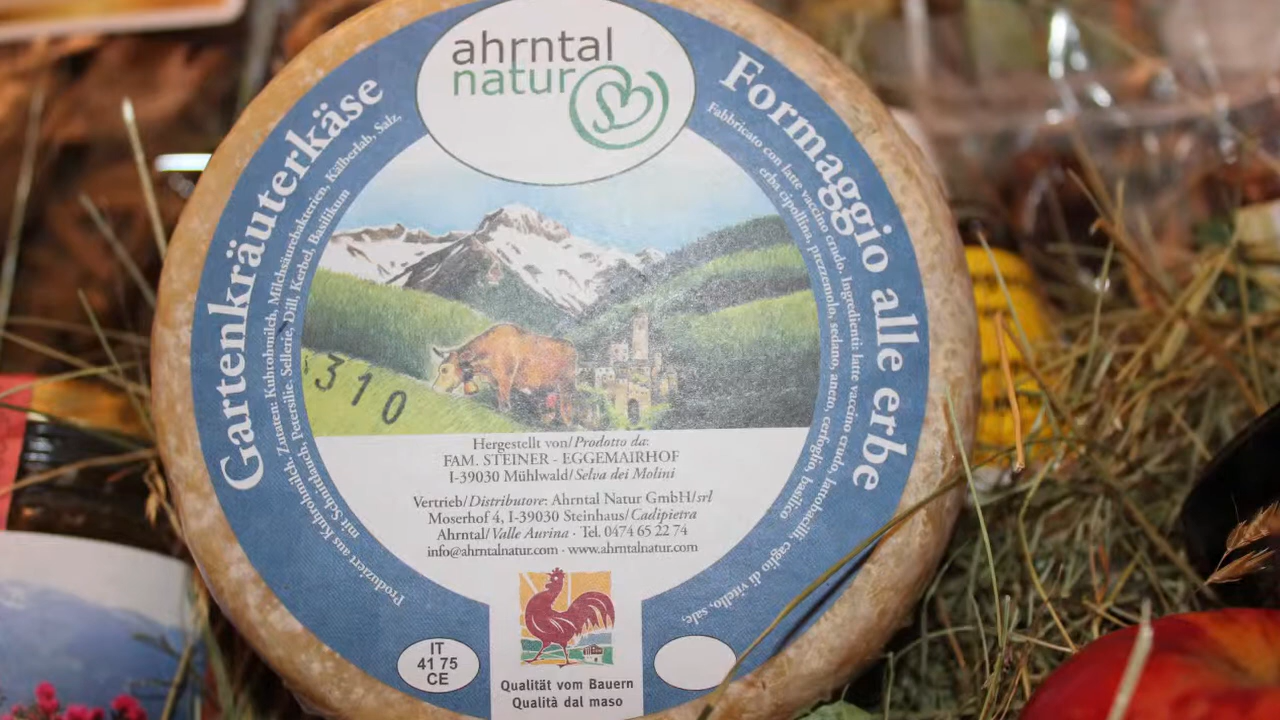 ahrntal
natur
Gartenkräuterkäse
Produziert aus Kuhrohmilch, Zutaten: Kuhrohmilch, Milchsäurebakterien, Kälberlab, Salz,
mit Schnittlauch, Petersilie, Sellerie, Dill, Kerbel, Basilikum
Formaggio alle erbe
Fabbricato con latte vaccino crudo. Ingredienti: latte vaccino crudo, lattobacilli, caglio di vitello, sale,
erba cipollina, prezzemolo, sedano, aneto, cerfoglio, basilico
310
Hergestellt von/Prodotto da:
FAM. STEINER - EGGEMAIRHOF
I-39030 Mühlwald/Selva dei Molini
Vertrieb/Distributore: Ahrntal Natur GmbH/srl
Moserhof 4, I-39030 Steinhaus/Cadipietra
Ahrntal/Valle Aurina · Tel. 0474 65 22 74
info@ahrntalnatur.com · www.ahrntalnatur.com
IT
41 75
CE
Qualität vom Bauern
Qualità dal maso